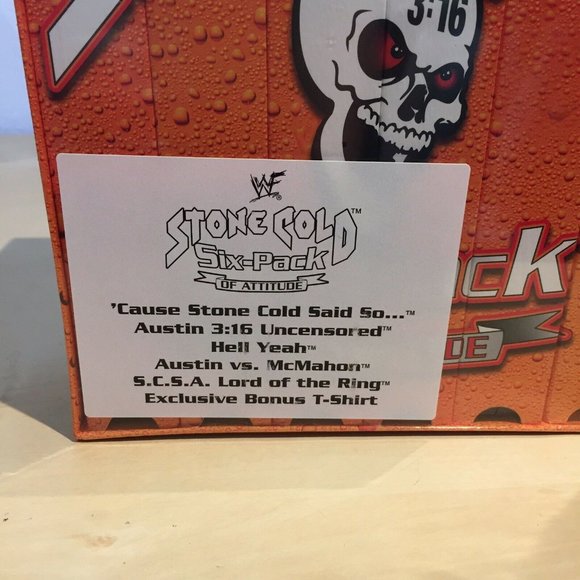 3:16
WF
STONE COLD™
SIX-PACK
OF ATTITUDE
'Cause Stone Cold Said So...™
Austin 3:16 Uncensored™
Hell Yeah™
Austin vs. McMahon™
S.C.S.A. Lord of the Ring™
Exclusive Bonus T-Shirt